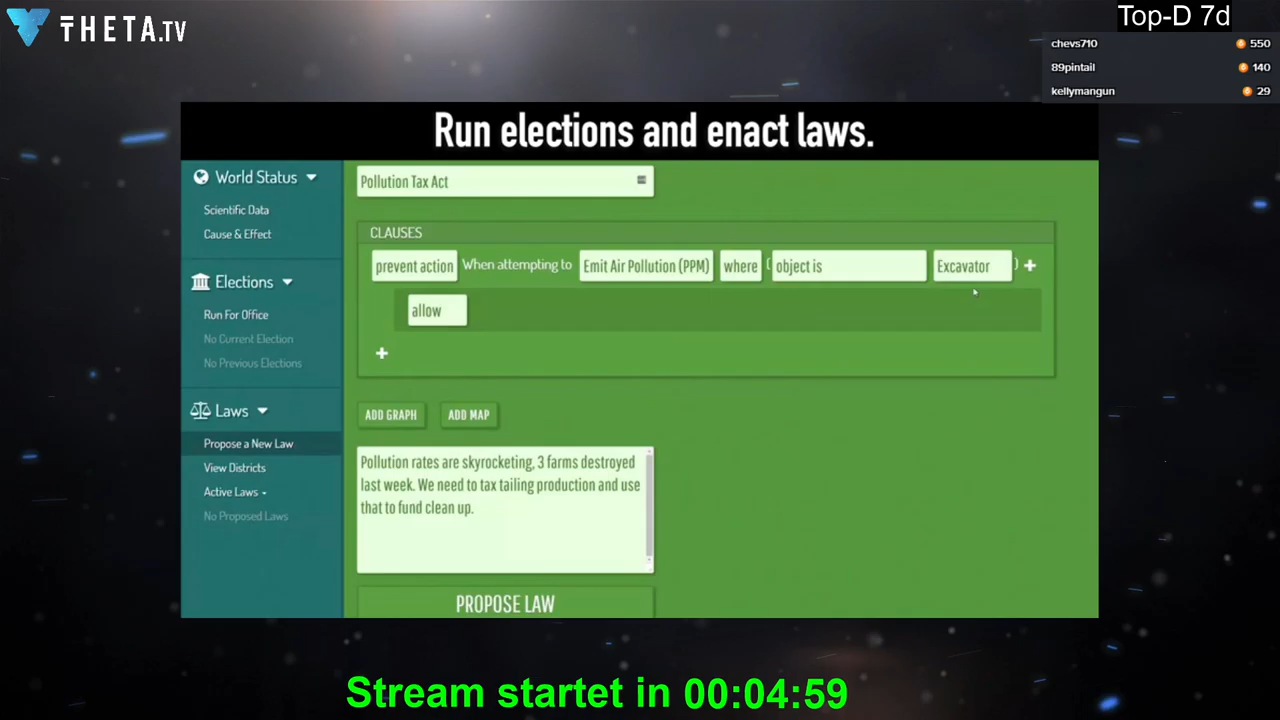 THETA.TV
Top-D 7d
chevs710 550
89pintail 140
kellymangun 29
Run elections and enact laws.
World Status
Scientific Data
Cause & Effect
Elections
Run For Office
No Current Election
No Previous Elections
Laws
Propose a New Law
View Districts
Active Laws
No Proposed Laws
Pollution Tax Act
CLAUSES
prevent action When attempting to Emit Air Pollution (PPM) where ( object is Excavator ) +
allow
+
ADD GRAPH ADD MAP
Pollution rates are skyrocketing, 3 farms destroyed
last week. We need to tax tailing production and use
that to fund clean up.
PROPOSE LAW
Stream startet in 00:04:59